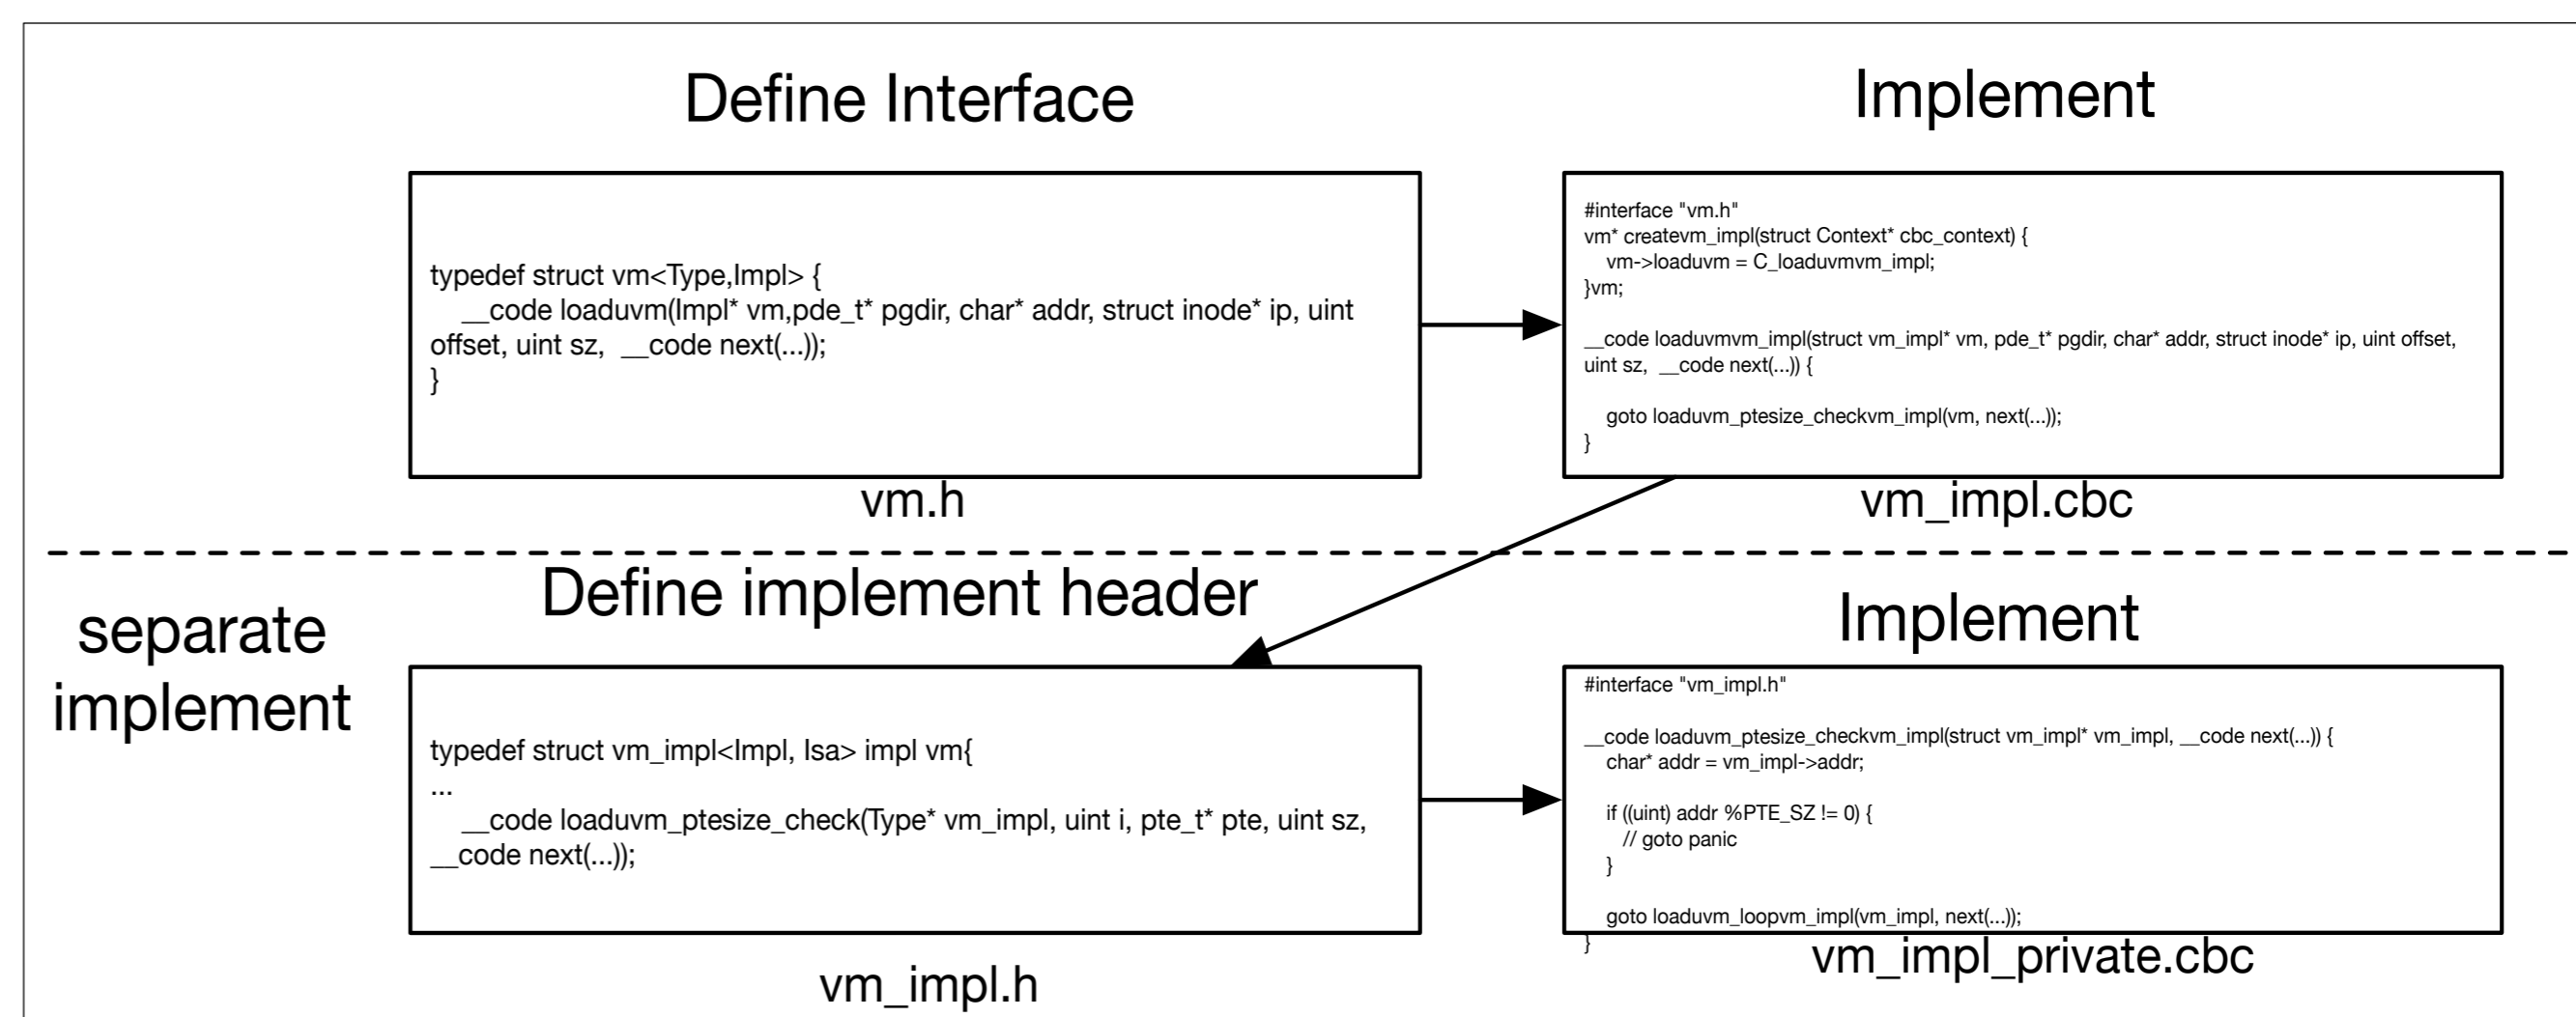 Define Interface
typedef struct vm<Type,Impl> {
__code loaduvm(Impl* vm,pde_t* pgdir, char* addr, struct inode* ip, uint
offset, uint sz,  __code next(...));
}
vm.h
Implement
#interface "vm.h"
vm* createvm_impl(struct Context* cbc_context) {
vm->loaduvm = C_loaduvmvm_impl;
}vm;
__code loaduvmvm_impl(struct vm_impl* vm, pde_t* pgdir, char* addr, struct inode* ip, uint offset,
uint sz,  __code next(...)) {
goto loaduvm_ptesize_checkvm_impl(vm, next(...));
}
vm_impl.cbc
separate
implement
Define implement header
typedef struct vm_impl<Impl, Isa> impl vm{
...
__code loaduvm_ptesize_check(Type* vm_impl, uint i, pte_t* pte, uint sz,
__code next(...));
vm_impl.h
Implement
#interface "vm_impl.h"
__code loaduvm_ptesize_checkvm_impl(struct vm_impl* vm_impl, __code next(...)) {
char* addr = vm_impl->addr;
if ((uint) addr %PTE_SZ != 0) {
// goto panic
}
goto loaduvm_loopvm_impl(vm_impl, next(...));
}
vm_impl_private.cbc